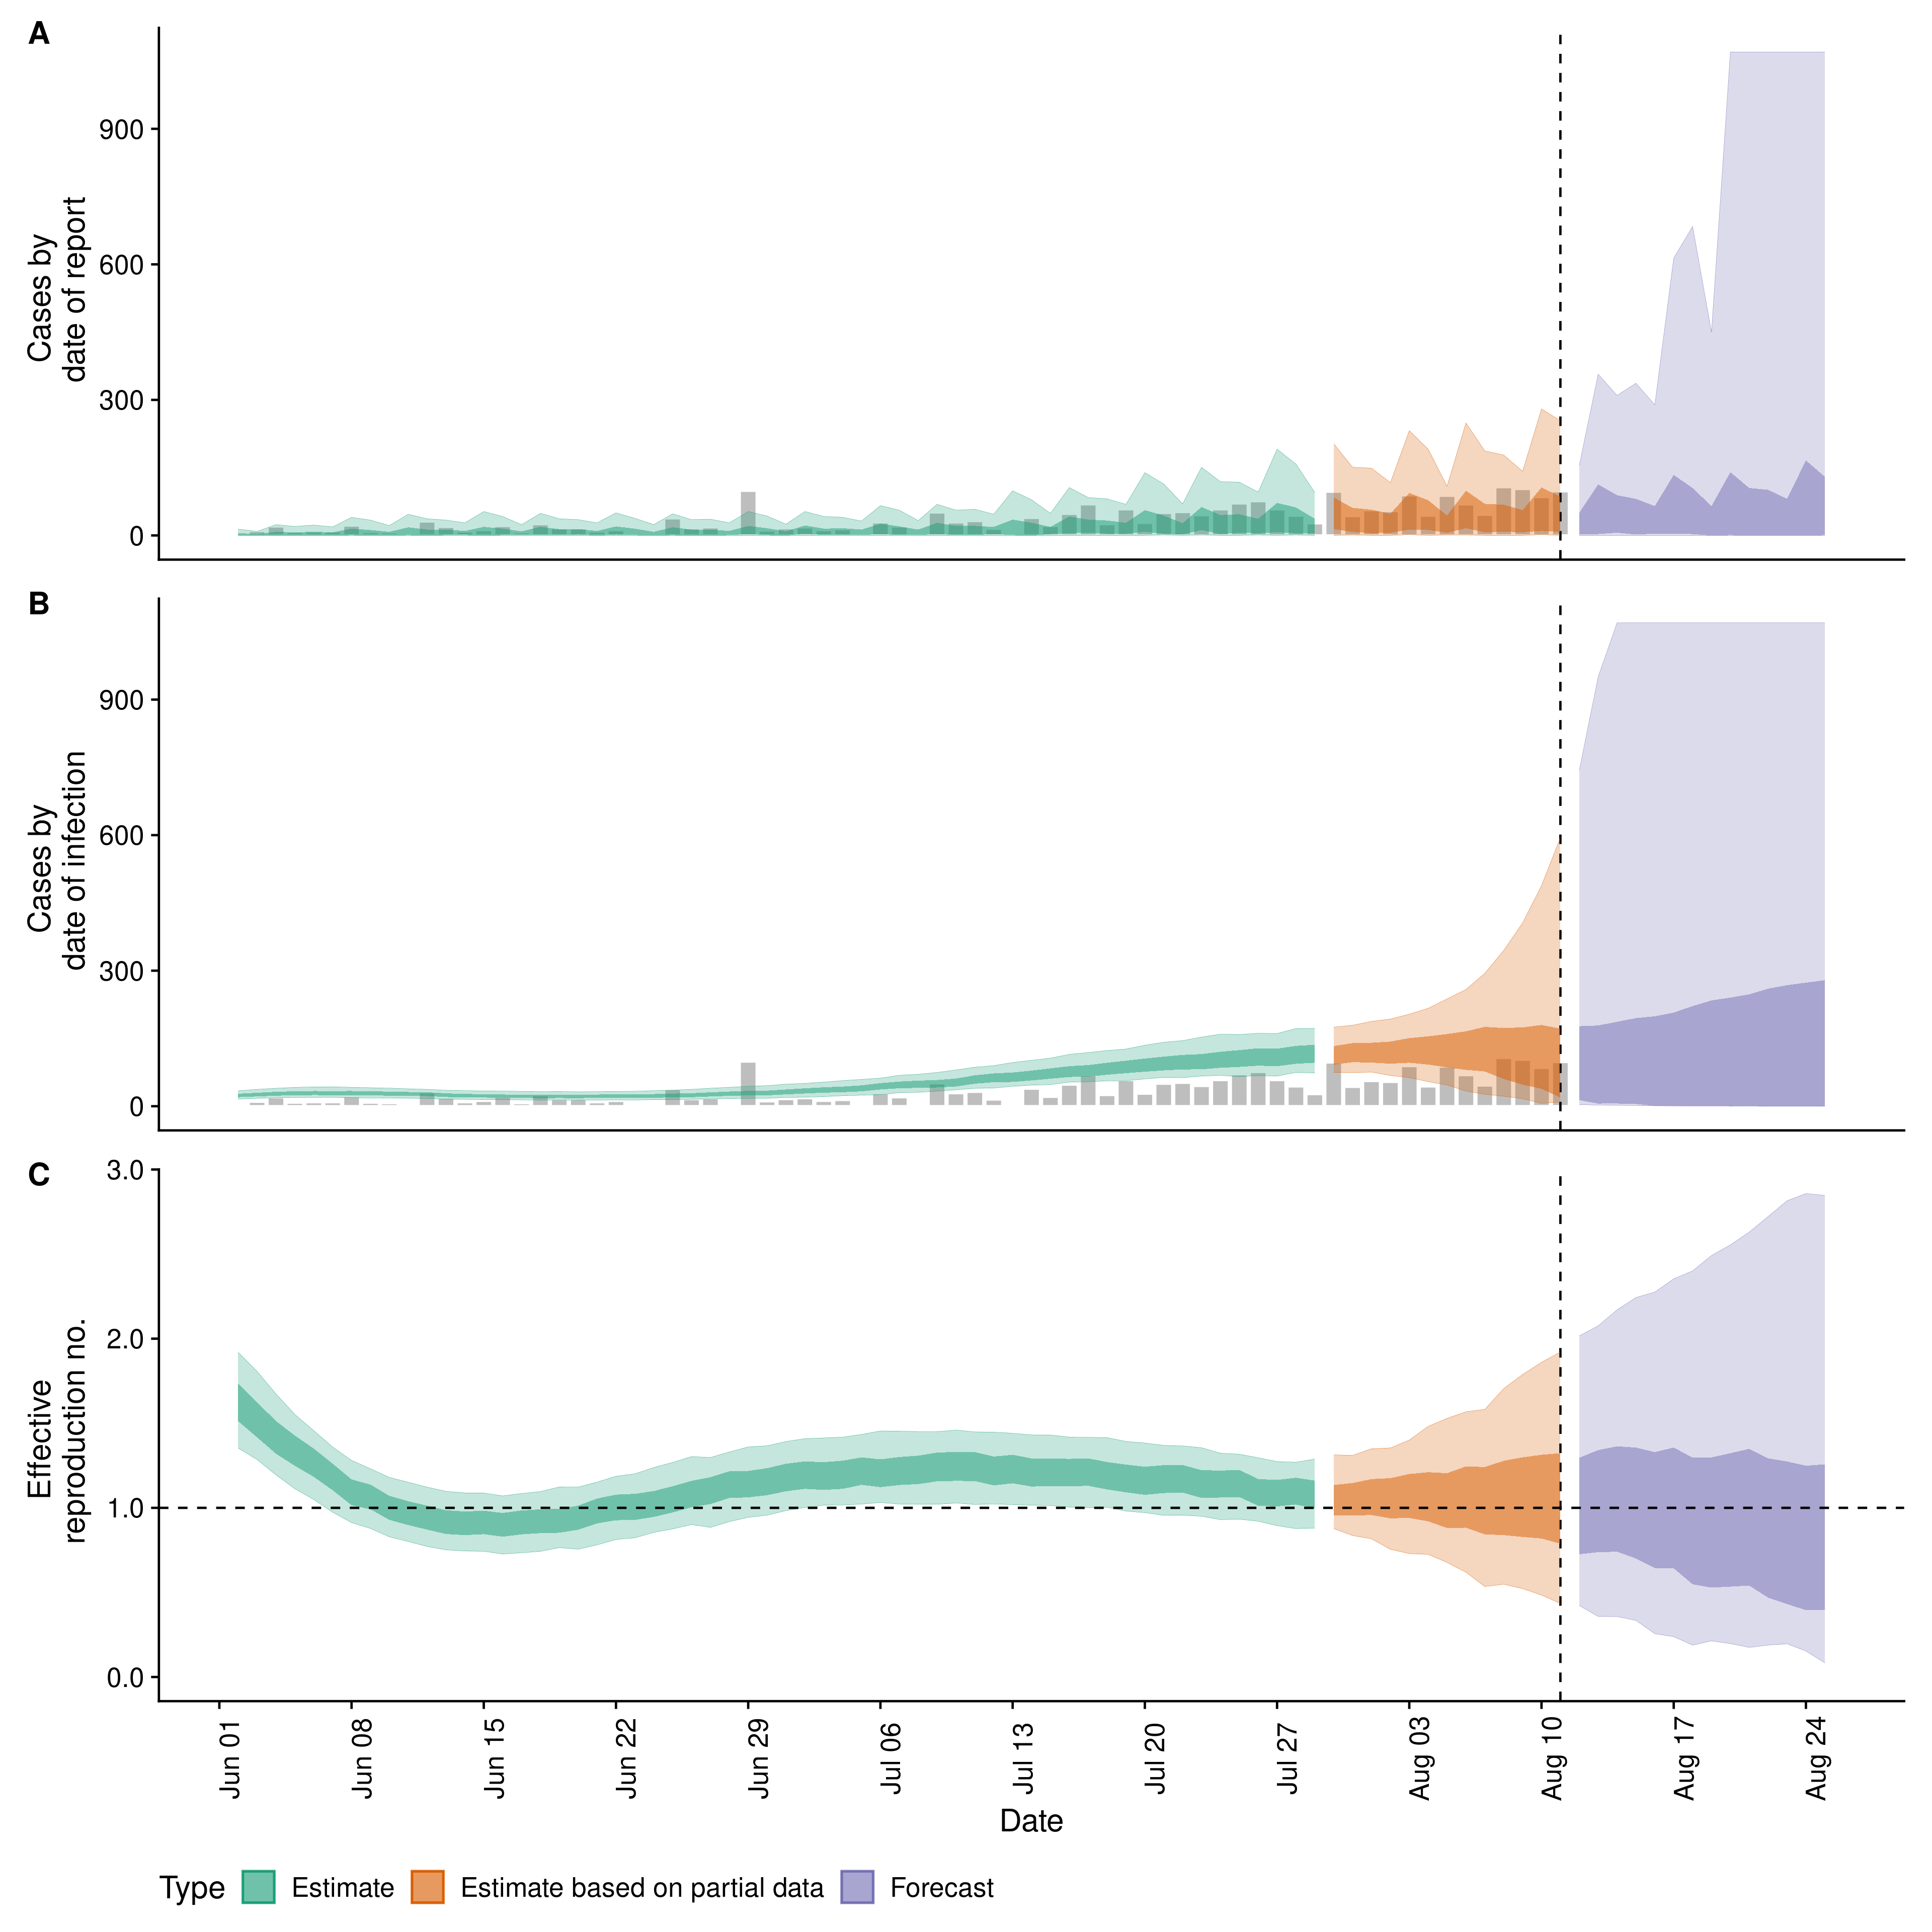 A
Cases by
date of report
900
600
300
0
B
Cases by
date of infection
900
600
300
0
C
Effective
reproduction no.
3.0
2.0
1.0
0.0
Jun 01
Jun 08
Jun 15
Jun 22
Jun 29
Jul 06
Jul 13
Jul 20
Jul 27
Aug 03
Aug 10
Aug 17
Aug 24
Date
Type Estimate Estimate based on partial data Forecast